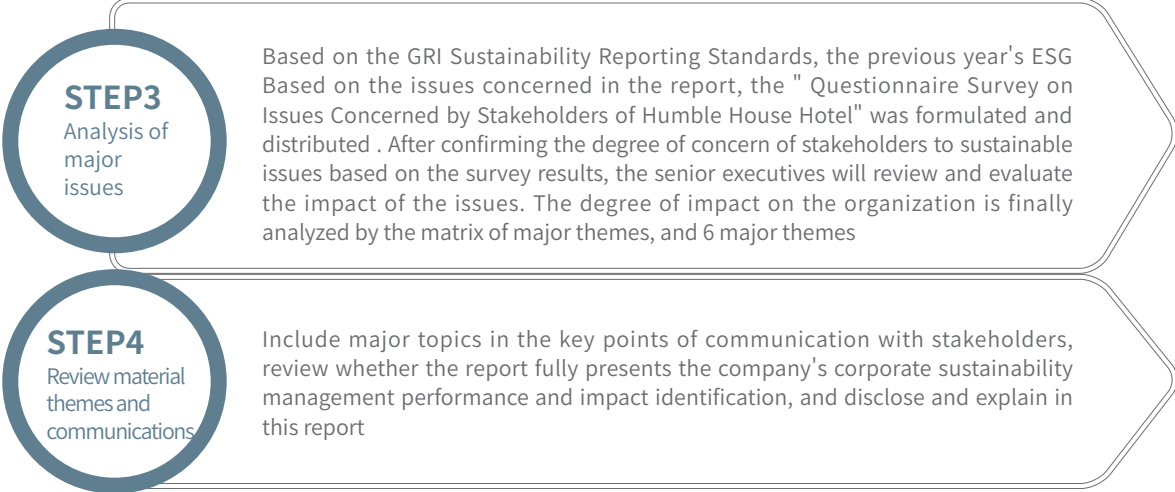 STEP3
Analysis of
major
issues
Based on the GRI Sustainability Reporting Standards, the previous year's ESG
Based on the issues concerned in the report, the " Questionnaire Survey on
Issues Concerned by Stakeholders of Humble House Hotel" was formulated and
distributed . After confirming the degree of concern of stakeholders to sustainable
issues based on the survey results, the senior executives will review and evaluate
the impact of the issues. The degree of impact on the organization is finally
analyzed by the matrix of major themes, and 6 major themes
STEP4
Review material
themes and
communications
Include major topics in the key points of communication with stakeholders,
review whether the report fully presents the company's corporate sustainability
management performance and impact identification, and disclose and explain in
this report